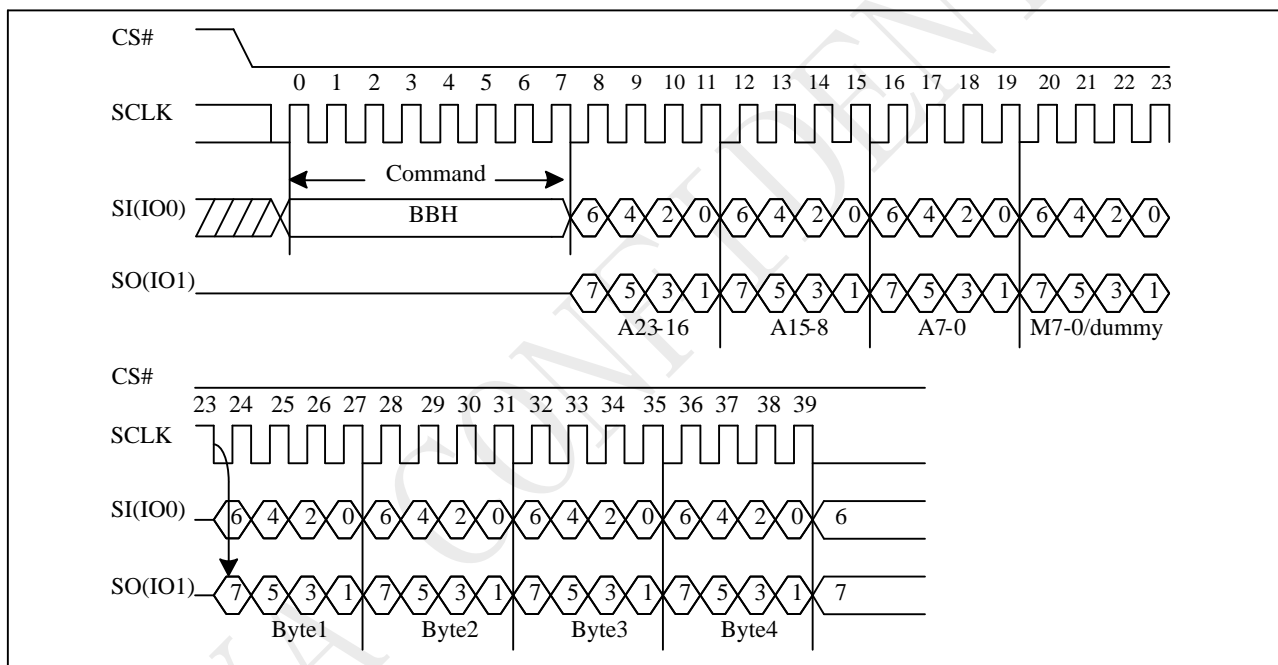 CS#
0 1 2 3 4 5 6 7 8 9 10 11 12 13 14 15 16 17 18 19 20 21 22 23
SCLK
Command
SI(IO0) BBH 6 4 2 0 6 4 2 0 6 4 2 0 6 4 2 0
SO(IO1) 7 5 3 1 7 5 3 1 7 5 3 1 7 5 3 1
A23-16 A15-8 A7-0 M7-0/dummy
CS#
23 24 25 26 27 28 29 30 31 32 33 34 35 36 37 38 39
SCLK
SI(IO0) 6 4 2 0 6 4 2 0 6 4 2 0 6 4 2 0 6
SO(IO1) 7 5 3 1 7 5 3 1 7 5 3 1 7 5 3 1 7
Byte1 Byte2 Byte3 Byte4